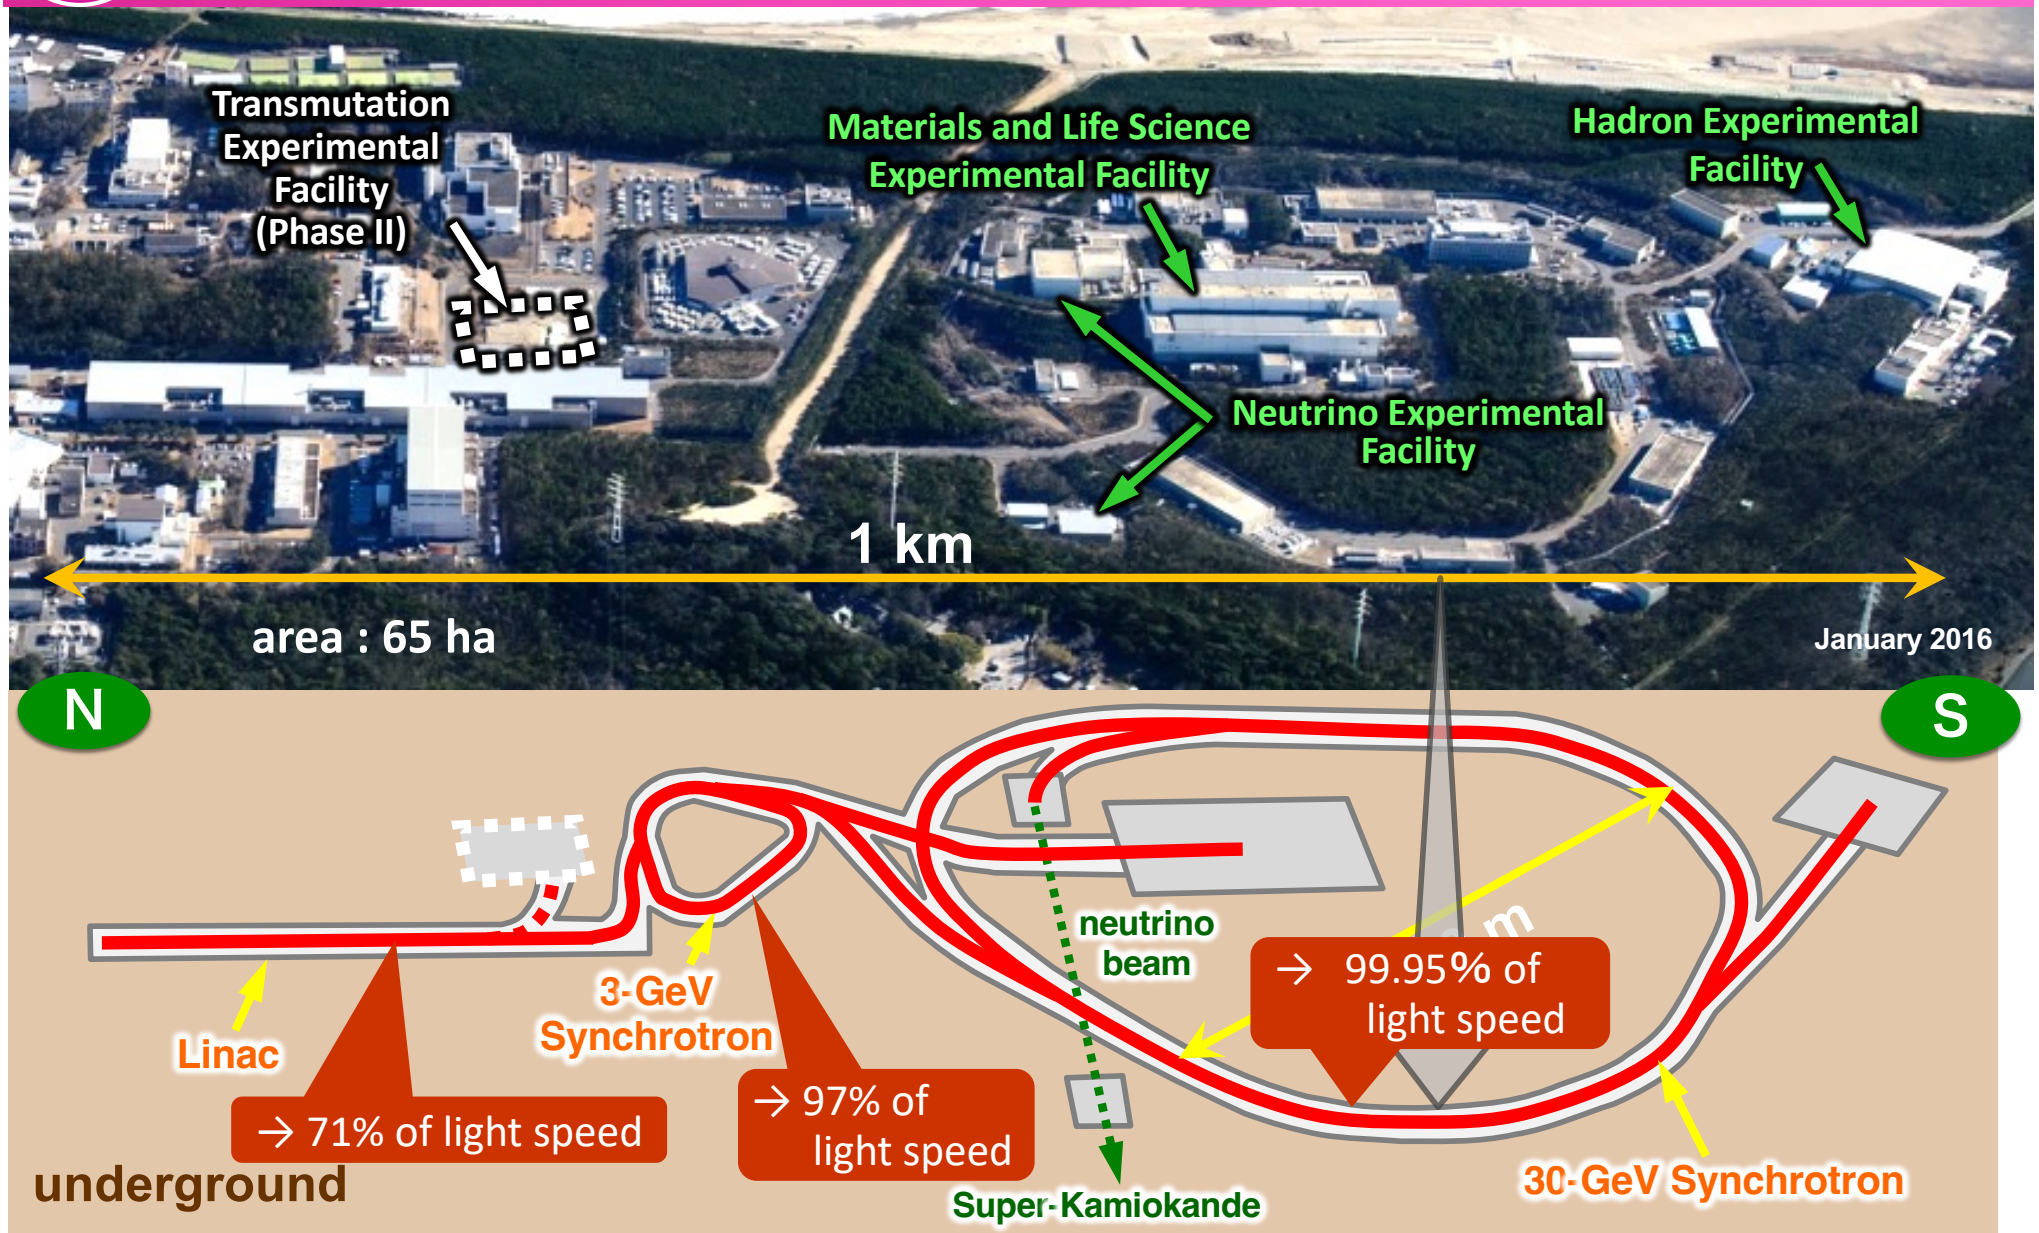 Transmutation
Experimental
Facility
(Phase II)
Materials and Life Science
Experimental Facility
Hadron Experimental
Facility
Neutrino Experimental
Facility
1 km
area : 65 ha
January 2016
N
S
neutrino
beam
m
→ 99.95% of
light speed
3-GeV
Synchrotron
Linac
→ 71% of light speed
→ 97% of
light speed
underground
Super-Kamiokande
30-GeV Synchrotron